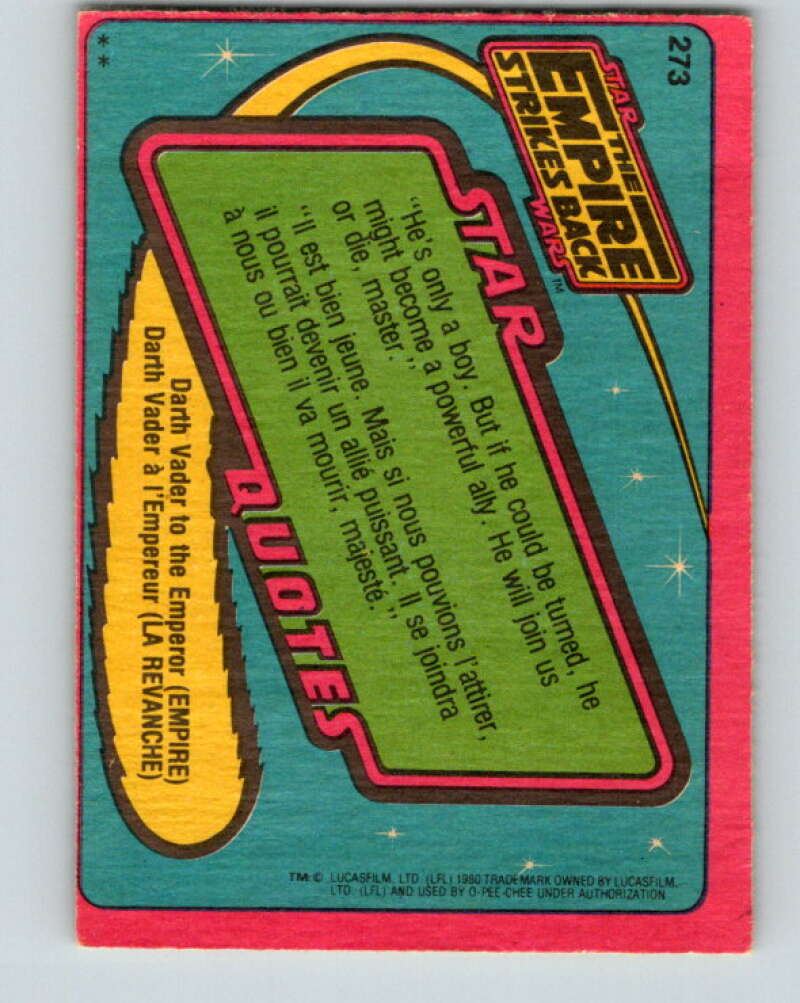 273
STAR
THE
EMPIRE
STRIKES BACK
WARS™
STAR
"He's only a boy. But if he could be turned, he
might become a powerful ally. He will join us
or die, master."
"Il est bien jeune. Mais si nous pouvions l'attirer,
il pourrait devenir un allié puissant. Il se joindra
à nous ou bien il va mourir, majesté."
QUOTES
Darth Vader to the Emperor (EMPIRE)
Darth Vader à l'Empereur (LA REVANCHE)
TM: © LUCASFILM, LTD. (LFL) 1980 TRADEMARK OWNED BY LUCASFILM,
LTD. (LFL) AND USED BY O-PEE-CHEE UNDER AUTHORIZATION
**